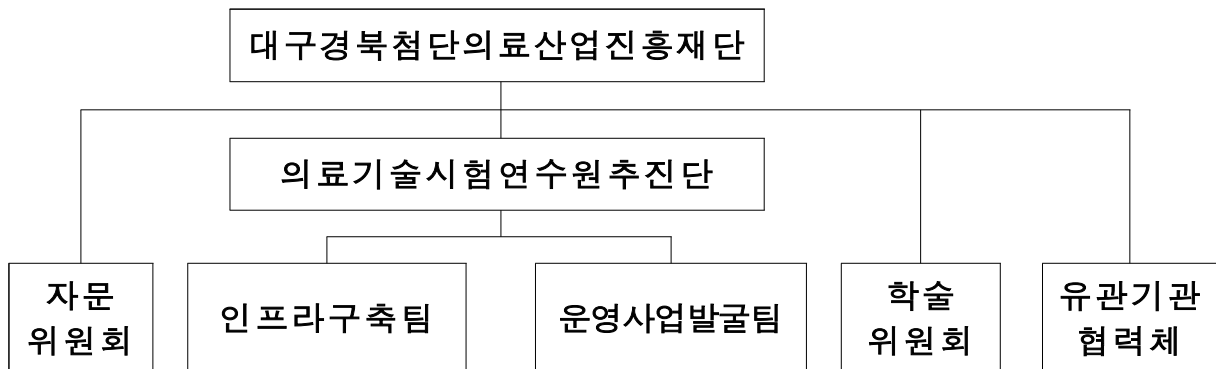 대구경북첨단의료산업진흥재단
의료기술시험연수원추진단
자문
위원회
인프라구축팀
운영사업발굴팀
학술
위원회
유관기관
협력체